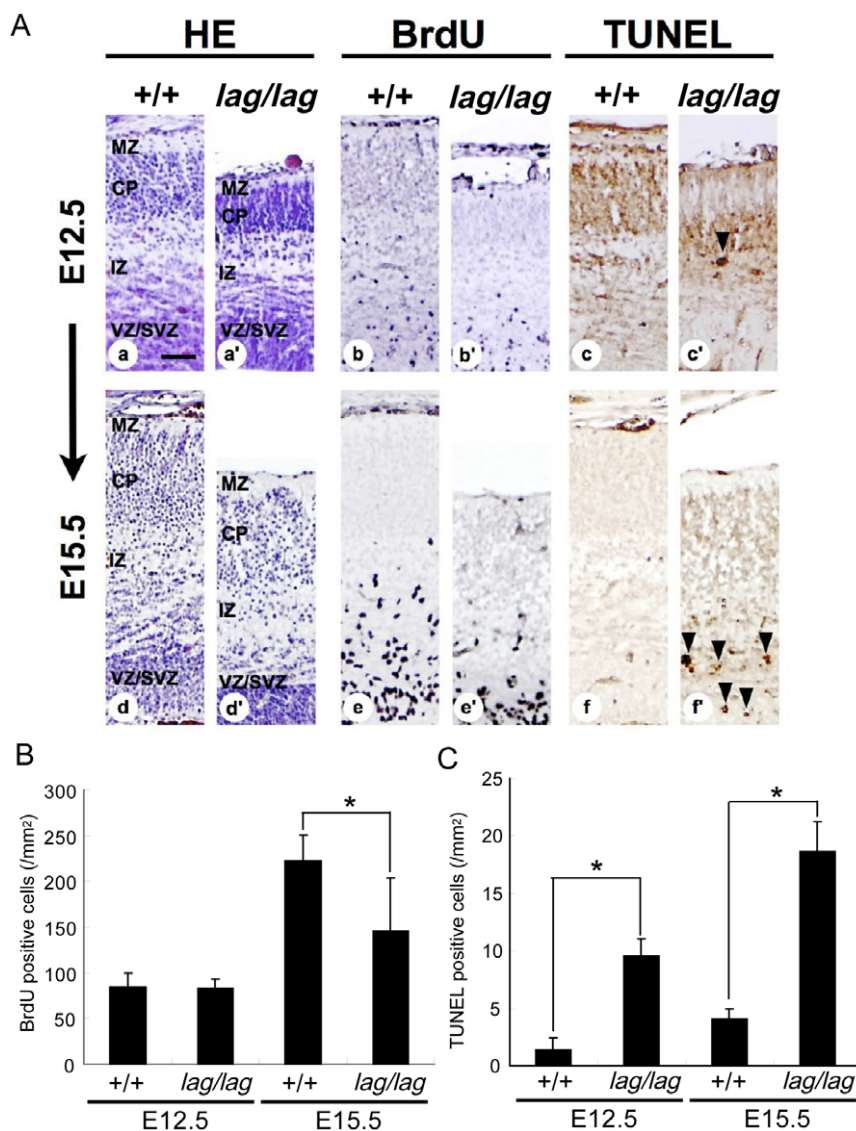 A
HE BrdU TUNEL
+/+ lag/lag +/+ lag/lag +/+ lag/lag
E12.5
MZ
CP
IZ
VZ/SVZ
a
MZ
CP
IZ
VZ/SVZ
a'
b
b'
c
c'
E15.5
MZ
CP
IZ
VZ/SVZ
d
MZ
CP
IZ
VZ/SVZ
d'
e
e'
f
f'
B
BrdU positive cells (/mm2)
300
250
200
150
100
50
0
*
+/+ lag/lag +/+ lag/lag
E12.5 E15.5
C
TUNEL positive cells (/mm2)
25
20
15
10
5
0
*
*
+/+ lag/lag +/+ lag/lag
E12.5 E15.5